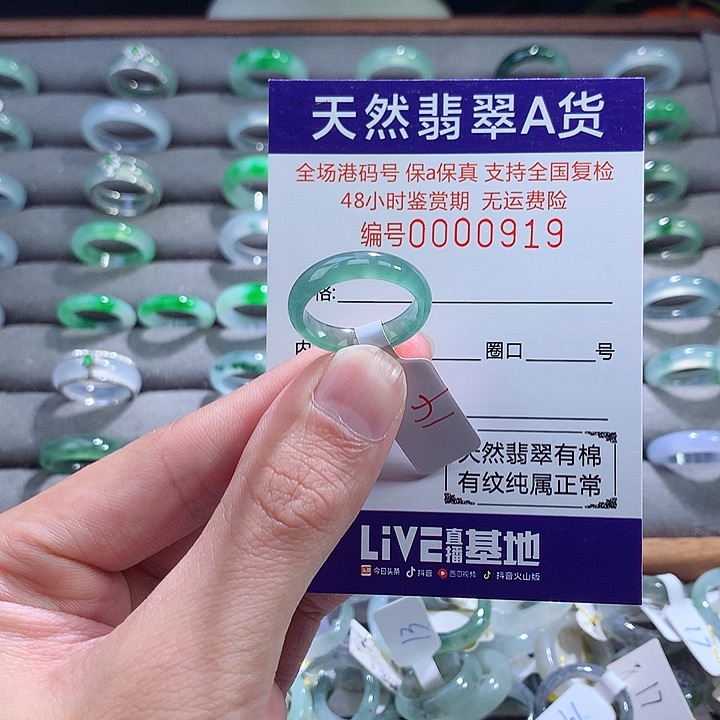 天然翡翠A货
全场港码号 保a保真 支持全国复检
48小时鉴赏期 无运费险
编号0000919
格:
内 圈口 号
14
天然翡翠有棉
有纹纯属正常
LiVE直播基地
今日头条 抖音 西瓜视频 抖音火山版
13
17
17